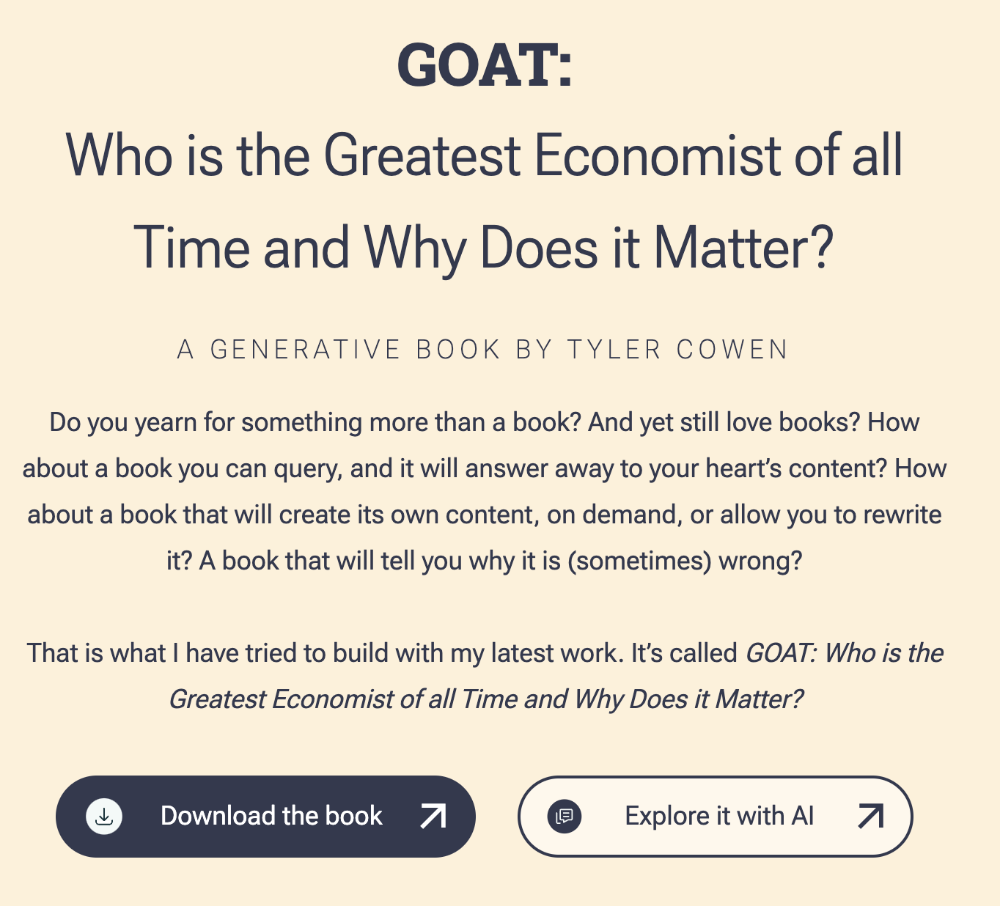 GOAT:
Who is the Greatest Economist of all
Time and Why Does it Matter?
A GENERATIVE BOOK BY TYLER COWEN
Do you yearn for something more than a book? And yet still love books? How
about a book you can query, and it will answer away to your heart’s content? How
about a book that will create its own content, on demand, or allow you to rewrite
it? A book that will tell you why it is (sometimes) wrong?
That is what I have tried to build with my latest work. It’s called GOAT: Who is the
Greatest Economist of all Time and Why Does it Matter?
Download the book
Explore it with AI